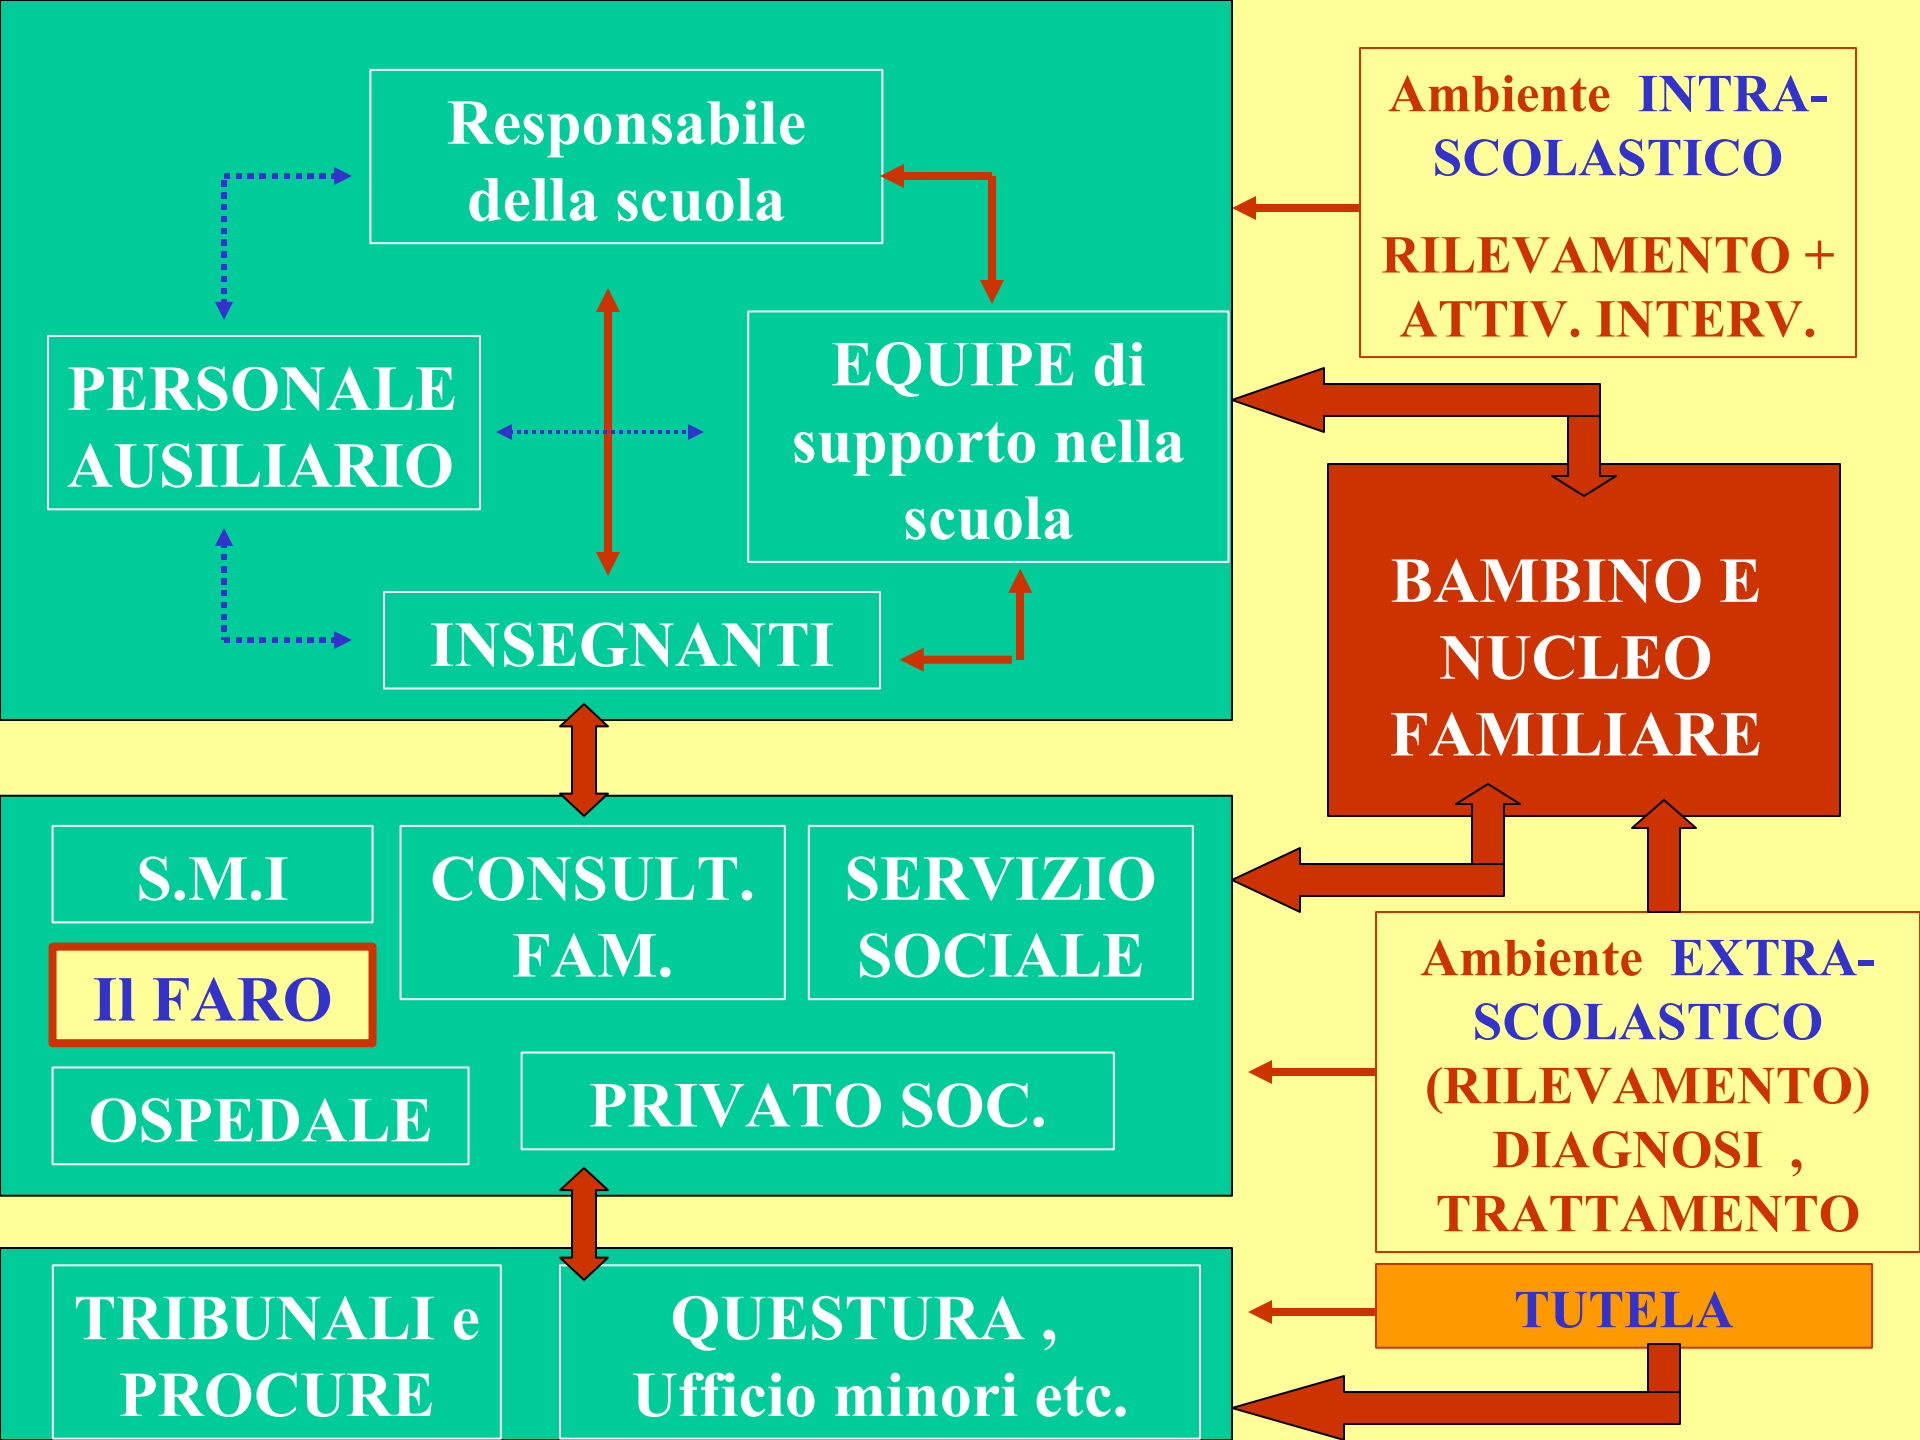 Responsabile
della scuola
Ambiente INTRA-
SCOLASTICO
RILEVAMENTO +
ATTIV. INTERV.
PERSONALE
AUSILIARIO
EQUIPE di
supporto nella
scuola
INSEGNANTI
BAMBINO E
NUCLEO
FAMILIARE
S.M.I
CONSULT.
FAM.
SERVIZIO
SOCIALE
Il FARO
OSPEDALE
PRIVATO SOC.
Ambiente EXTRA-
SCOLASTICO
(RILEVAMENTO)
DIAGNOSI ,
TRATTAMENTO
TRIBUNALI e
PROCURE
QUESTURA ,
Ufficio minori etc.
TUTELA